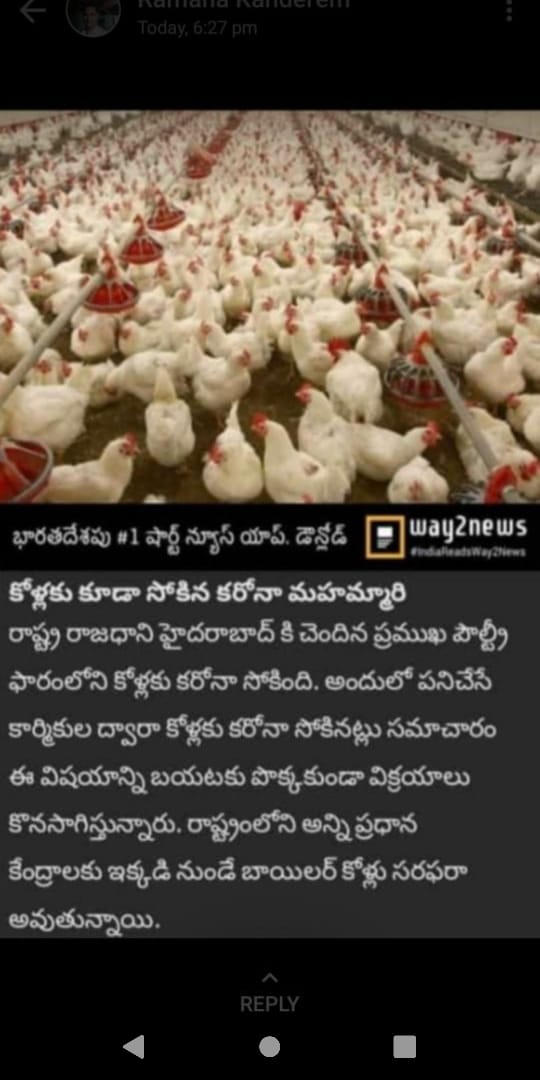 Ramana Kanderem
Today, 6:27 pm
భారతదేశపు #1 షార్ట్ న్యూస్ యాప్. డౌన్లోడ్
way2news
#IndiaReadsWay2News
కోళ్లకు కూడా సోకిన కరోనా మహమ్మారి
రాష్ట్ర రాజధాని హైదరాబాద్ కి చెందిన ప్రముఖ పౌల్ట్రీ
ఫారంలోని కోళ్లకు కరోనా సోకింది. అందులో పనిచేసే
కార్మికుల ద్వారా కోళ్లకు కరోనా సోకినట్లు సమాచారం
ఈ విషయాన్ని బయటకు పొక్కకుండా విక్రయాలు
కొనసాగిస్తున్నారు. రాష్ట్రంలోని అన్ని ప్రధాన
కేంద్రాలకు ఇక్కడి నుండే బాయిలర్ కోళ్లు సరఫరా
అవుతున్నాయి.
REPLY